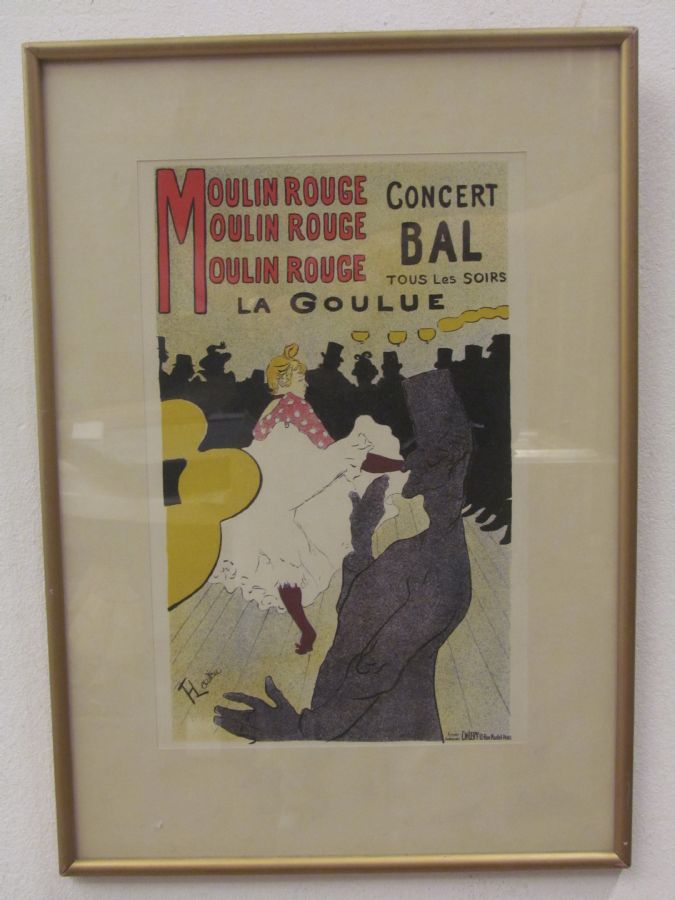 MOULIN ROUGE
MOULIN ROUGE
MOULIN ROUGE
CONCERT
BAL
TOUS Les SOIRS
LA GOULUE